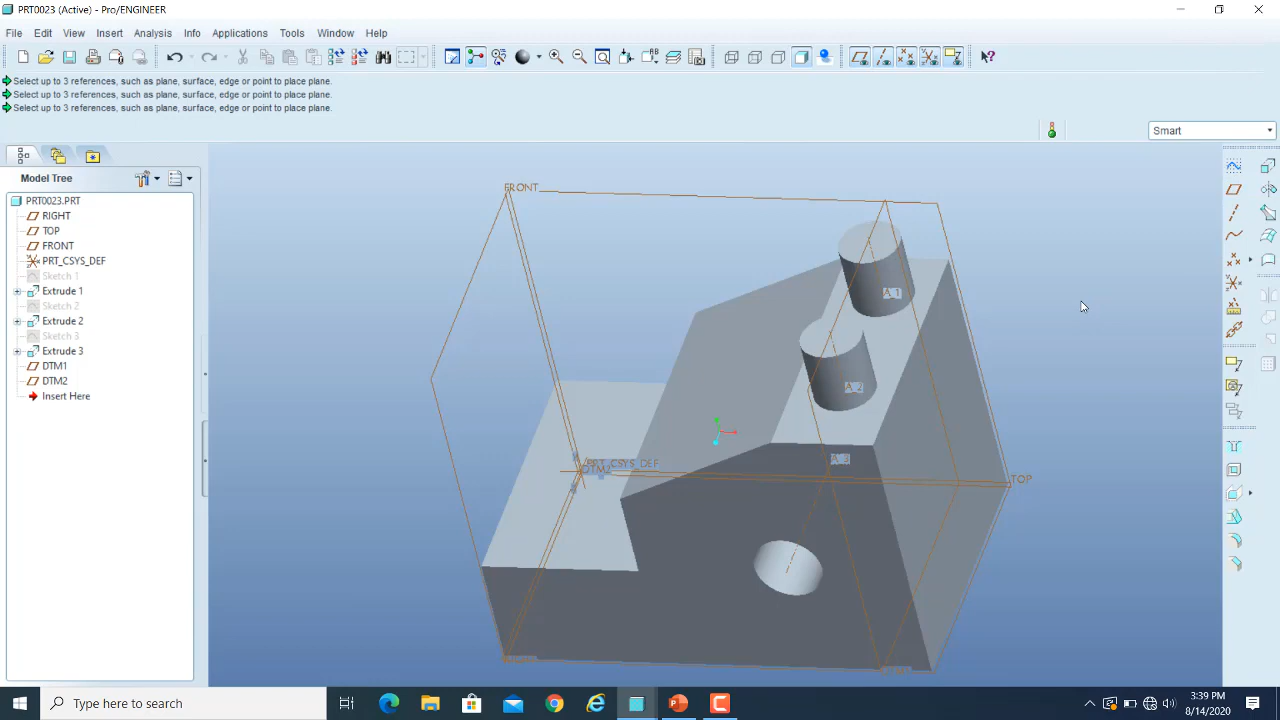 PRT0023 (Active) - Pro/ENGINEER
File Edit View Insert Analysis Info Applications Tools Window Help
Select up to 3 references, such as plane, surface, edge or point to place plane.
Select up to 3 references, such as plane, surface, edge or point to place plane.
Select up to 3 references, such as plane, surface, edge or point to place plane.
Smart
Model Tree
PRT0023.PRT
RIGHT
TOP
FRONT
PRT_CSYS_DEF
Sketch 1
Extrude 1
Sketch 2
Extrude 2
Sketch 3
Extrude 3
DTM1
DTM2
Insert Here
FRONT
A_1
A_2
A_3
PRT_CSYS_DEF
DTM2
TOP
Type here to search
3:39 PM
8/14/2020